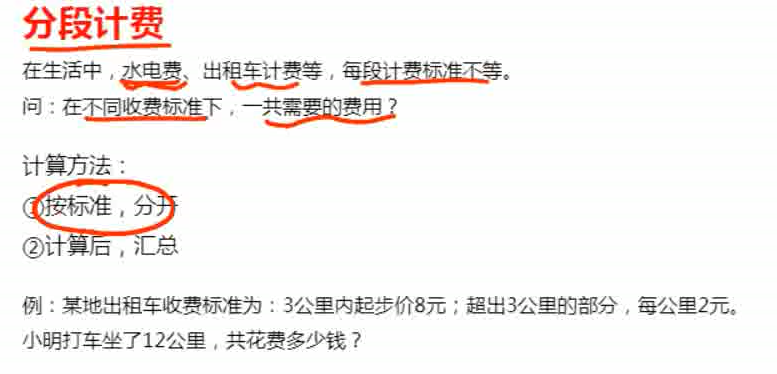 分段计费
在生活中，水电费、出租车计费等，每段计费标准不等。
问：在不同收费标准下，一共需要的费用？
计算方法：
①按标准，分开
②计算后，汇总
例：某地出租车收费标准为：3公里内起步价8元；超出3公里的部分，每公里2元。
小明打车坐了12公里，共花费多少钱？